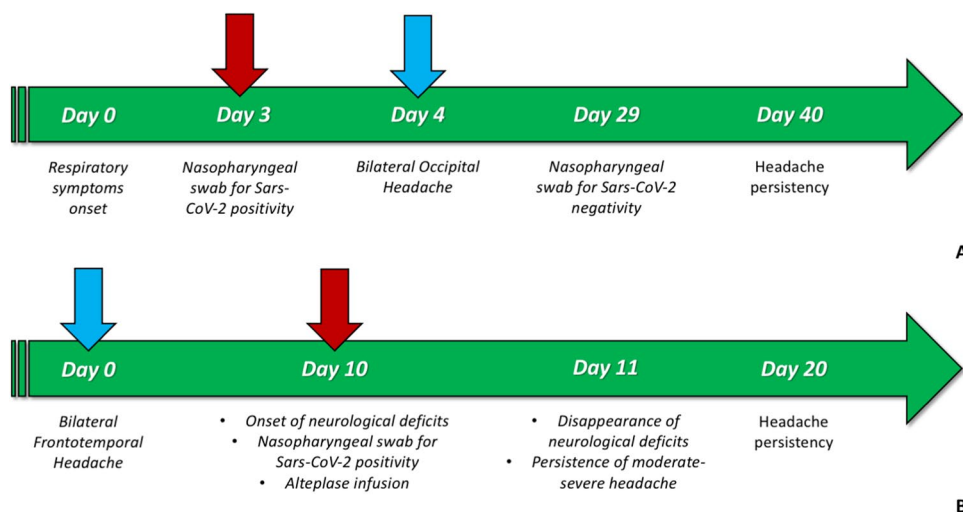 Day 0 Day 3 Day 4 Day 29 Day 40
Respiratory
symptoms
onset
Nasopharyngeal
swab for Sars-
CoV-2 positivity
Bilateral Occipital
Headache
Nasopharyngeal
swab for Sars-CoV-2
negativity
Headache
persistency
A
Day 0 Day 10 Day 11 Day 20
Bilateral
Frontotemporal
Headache
• Onset of neurological deficits
• Nasopharyngeal swab for
Sars-CoV-2 positivity
• Alteplase infusion
• Disappearance of
neurological deficits
• Persistence of moderate-
severe headache
Headache
persistency
B